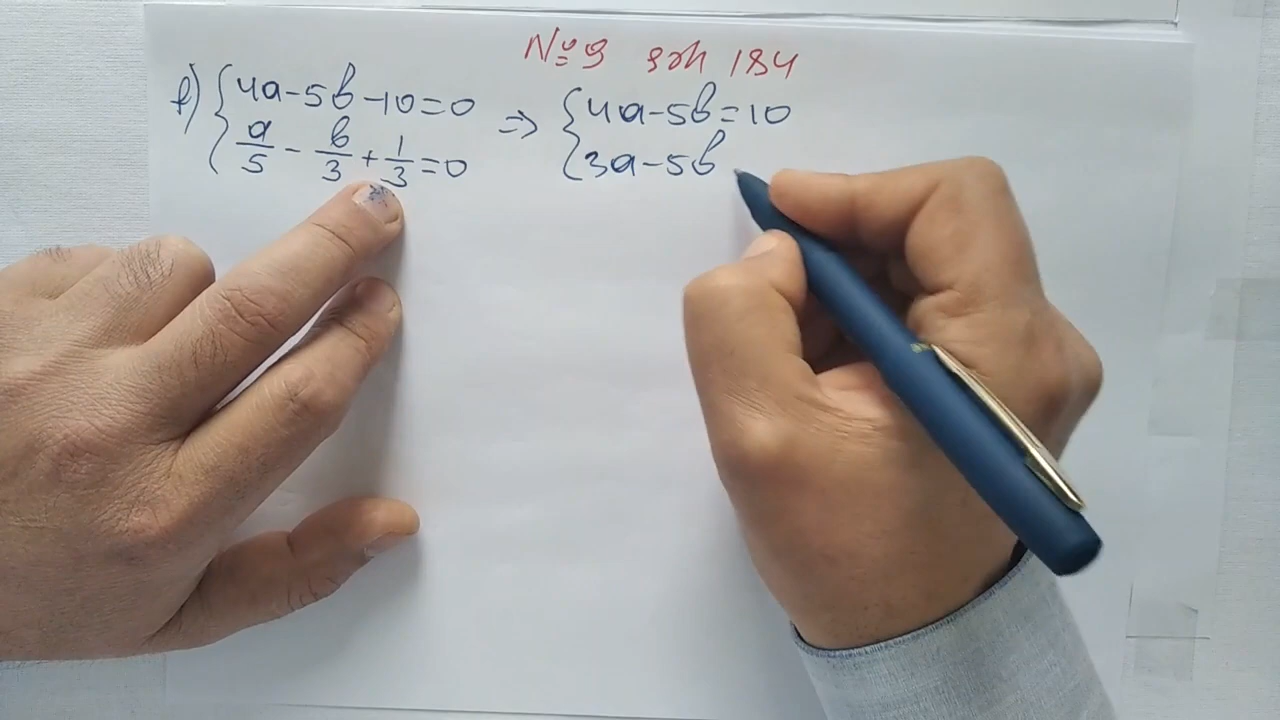 №9 səh 184
f) { 4a-5b-10=0
a/5 - b/3 + 1/3 = 0
⇒ { 4a-5b=10
3a-5b